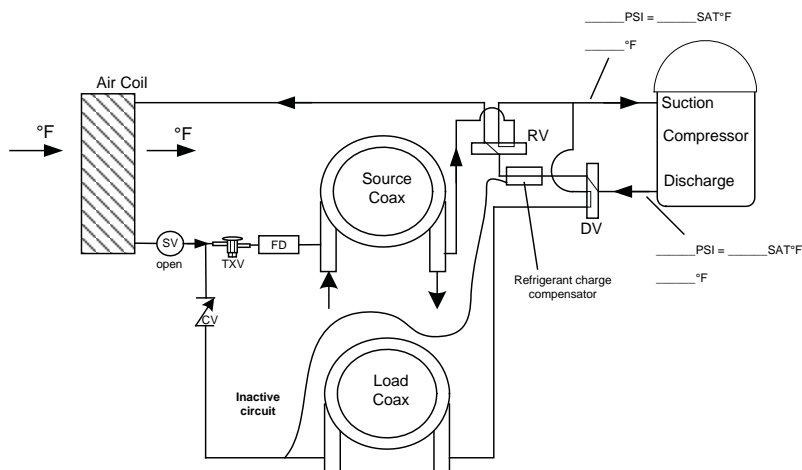 ______PSI = ______SAT°F
______°F
Air Coil
°F
°F
Suction
Compressor
Discharge
RV
Source
Coax
DV
SV
open
TXV
FD
Refrigerant charge
compensator
______PSI = ______SAT°F
______°F
CV
Inactive
circuit
Load
Coax